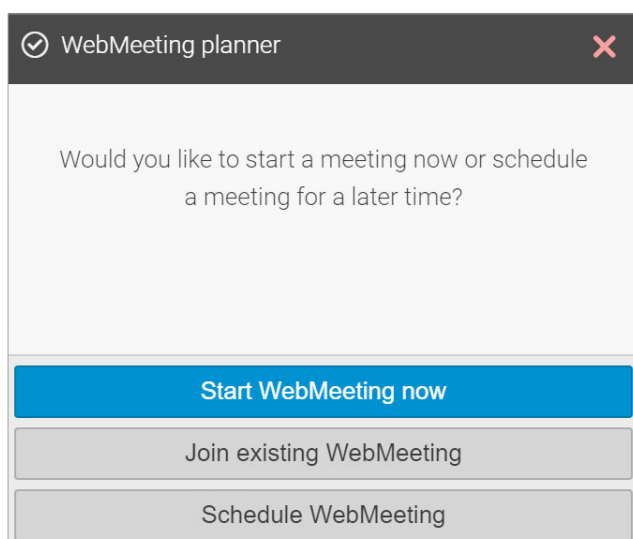 WebMeeting planner
Would you like to start a meeting now or schedule
a meeting for a later time?
Start WebMeeting now
Join existing WebMeeting
Schedule WebMeeting